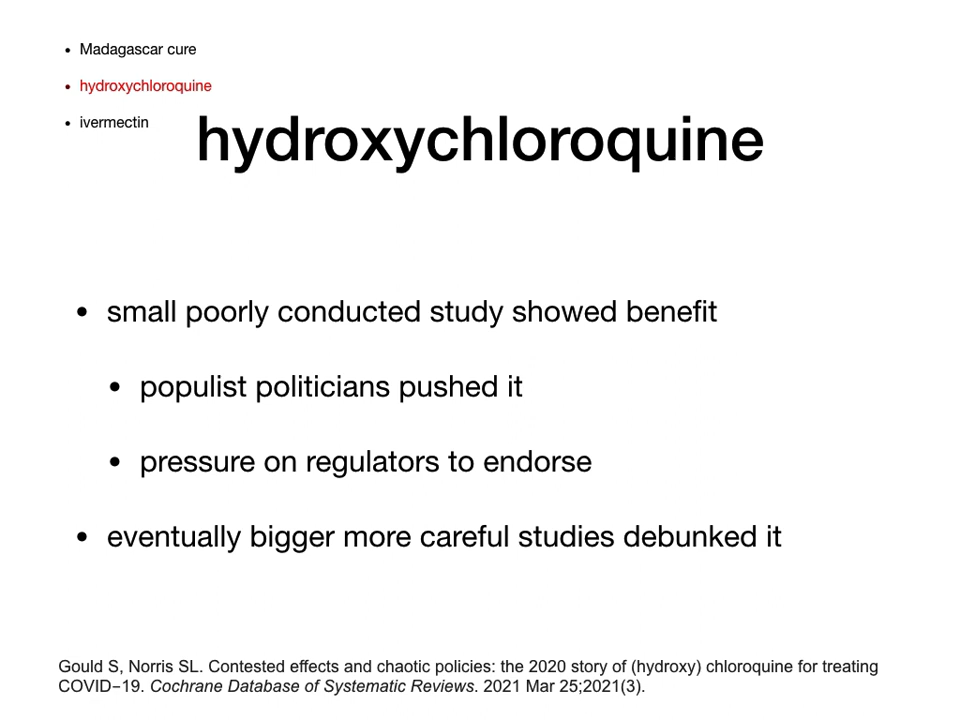 • Madagascar cure
• hydroxychloroquine
• ivermectin
hydroxychloroquine
• small poorly conducted study showed benefit
• populist politicians pushed it
• pressure on regulators to endorse
• eventually bigger more careful studies debunked it
Gould S, Norris SL. Contested effects and chaotic policies: the 2020 story of (hydroxy) chloroquine for treating
COVID−19. Cochrane Database of Systematic Reviews. 2021 Mar 25;2021(3).